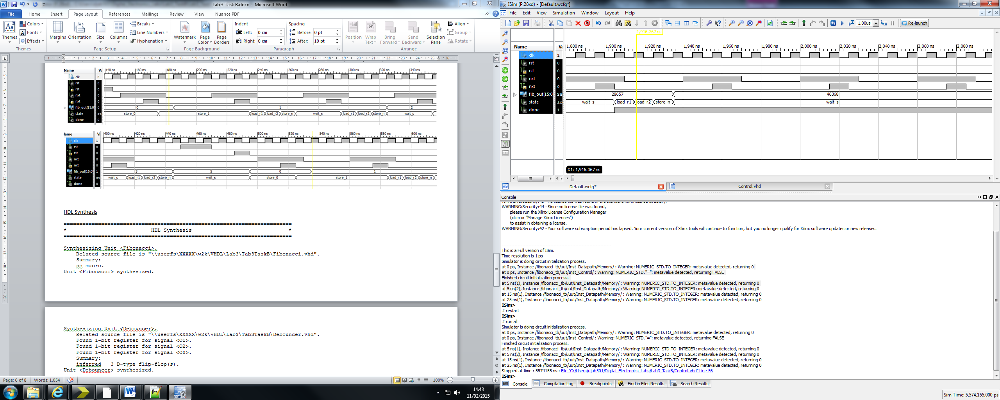 Lab 3 Task B.docx - Microsoft Word
File Home Insert Page Layout References Mailings Review View Nuance PDF
Themes Colors Fonts Effects Themes
Margins Orientation Size Columns Breaks Line Numbers Hyphenation Page Setup
Watermark Page Color Page Borders Page Background
Indent Left: 0 cm Right: 0 cm Spacing Before: 0 pt After: 10 pt Paragraph
Position Wrap Text Bring Forward Send Backward Selection Pane Align Group Rotate Arrange
Name 140 ns 160 ns 180 ns 200 ns 220 ns 240 ns 260 ns 280 ns 300 ns 320 ns 340 ns
clk 0
rst 0
rst 0
nxt 0
nxt 0
fib_out[15:0] 0 0 1 2
state st store_0 store_1 load_r1 load_r2 store_n wait_s load_r1 load_r2 store_n wait_s
done 0
400 ns 420 ns 440 ns 460 ns 480 ns 500 ns 520 ns 540 ns 560 ns 580 ns 600 ns
clk 1
rst 0
rst 0
nxt 0
nxt 0
fib_out[15:0] 1 3 5 0 1
state st wait_s load_r1 load_r2 store_n wait_s store_0 store_1 load_r1 load_r2 store_n
done 0
HDL Synthesis
=========================================================================
* HDL Synthesis *
=========================================================================
Synthesizing Unit <Fibonacci>.
Related source file is "\\userfs\XXXXX\w2k\VHDL\Lab3\Tab3TaskB\Fibonacci.vhd".
Summary:
no macro.
Unit <Fibonacci> synthesized.
Synthesizing Unit <Debouncer>.
Related source file is "\\userfs\XXXXX\w2k\VHDL\Lab3\Tab3TaskB\Debouncer.vhd".
Found 1-bit register for signal <Q1>.
Found 1-bit register for signal <Q2>.
Found 1-bit register for signal <Q0>.
Summary:
inferred 3 D-type flip-flop(s).
Unit <Debouncer> synthesized.
Page: 6 of 8 Words: 1,054 100%
14:43
11/02/2015
ISim (P.28xd) - [Default.wcfg*]
File Edit View Simulation Window Layout Help
1.00us Re-launch
1,916.367 ns
Name 1,880 ns 1,900 ns 1,920 ns 1,940 ns 1,960 ns 1,980 ns 2,000 ns 2,020 ns 2,040 ns 2,060 ns 2,080 ns
clk 1
rst 0
rst 0
nxt 0
nxt 0
fib_out[15:0] 28 28657 46368
state lo wait_s load_r1 load_r2 store_n wait_s
done 1
X1: 1,916.367 ns
Default.wcfg* Control.vhd
Console
WARNING:Security:44 - Since no license file was found,
please run the Xilinx License Configuration Manager
(xlcm or "Manage Xilinx Licenses")
to assist in obtaining a license.
WARNING:Security:42 - Your software subscription period has lapsed. Your current version of Xilinx tools will continue to function, but you no longer qualify for Xilinx software updates or new releases.
----------------------------------------------------------------------
This is a Full version of ISim.
Time resolution is 1 ps
Simulator is doing circuit initialization process.
at 0 ps, Instance /fibonacci_tb/uut/Inst_Datapath/Memory/ : Warning: NUMERIC_STD.TO_INTEGER: metavalue detected, returning 0
at 0 ps, Instance /fibonacci_tb/uut/Inst_Control/ : Warning: NUMERIC_STD."=": metavalue detected, returning FALSE
Finished circuit initialization process.
at 5 ns(1), Instance /fibonacci_tb/uut/Inst_Datapath/Memory/ : Warning: NUMERIC_STD.TO_INTEGER: metavalue detected, returning 0
at 5 ns(2), Instance /fibonacci_tb/uut/Inst_Datapath/Memory/ : Warning: NUMERIC_STD.TO_INTEGER: metavalue detected, returning 0
at 15 ns(1), Instance /fibonacci_tb/uut/Inst_Datapath/Memory/ : Warning: NUMERIC_STD.TO_INTEGER: metavalue detected, returning 0
at 25 ns(1), Instance /fibonacci_tb/uut/Inst_Datapath/Memory/ : Warning: NUMERIC_STD.TO_INTEGER: metavalue detected, returning 0
ISim>
# restart
ISim>
# run all
Simulator is doing circuit initialization process.
at 0 ps, Instance /fibonacci_tb/uut/Inst_Datapath/Memory/ : Warning: NUMERIC_STD.TO_INTEGER: metavalue detected, returning 0
at 0 ps, Instance /fibonacci_tb/uut/Inst_Control/ : Warning: NUMERIC_STD."=": metavalue detected, returning FALSE
Finished circuit initialization process.
at 5 ns(1), Instance /fibonacci_tb/uut/Inst_Datapath/Memory/ : Warning: NUMERIC_STD.TO_INTEGER: metavalue detected, returning 0
at 5 ns(2), Instance /fibonacci_tb/uut/Inst_Datapath/Memory/ : Warning: NUMERIC_STD.TO_INTEGER: metavalue detected, returning 0
at 15 ns(1), Instance /fibonacci_tb/uut/Inst_Datapath/Memory/ : Warning: NUMERIC_STD.TO_INTEGER: metavalue detected, returning 0
at 25 ns(1), Instance /fibonacci_tb/uut/Inst_Datapath/Memory/ : Warning: NUMERIC_STD.TO_INTEGER: metavalue detected, returning 0
Stopped at time : 5574155 ns : File "C:/Users/djab501/Digital_Electronics_Labs/Lab3_TaskB/Control.vhd" Line 56
ISim>
Console Compilation Log Breakpoints Find in Files Results Search Results
Sim Time: 5,574,155,000 ps